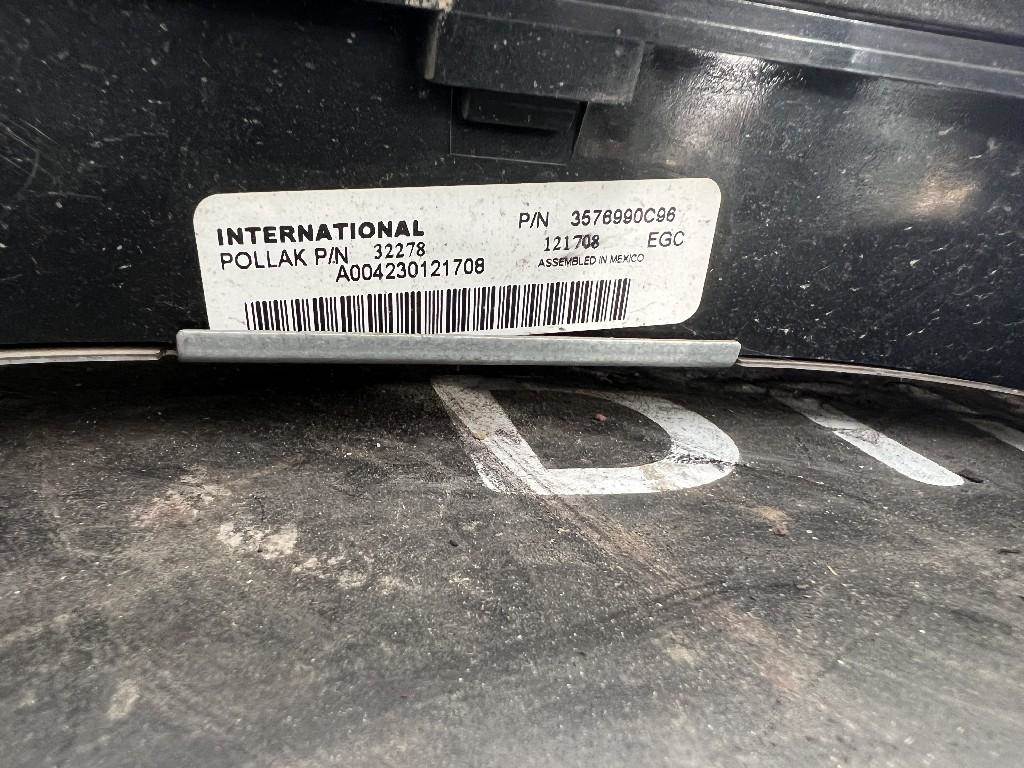 INTERNATIONAL
P/N 3576990C96
POLLAK P/N 32278
121708 EGC
A004230121708
ASSEMBLED IN MEXICO
D